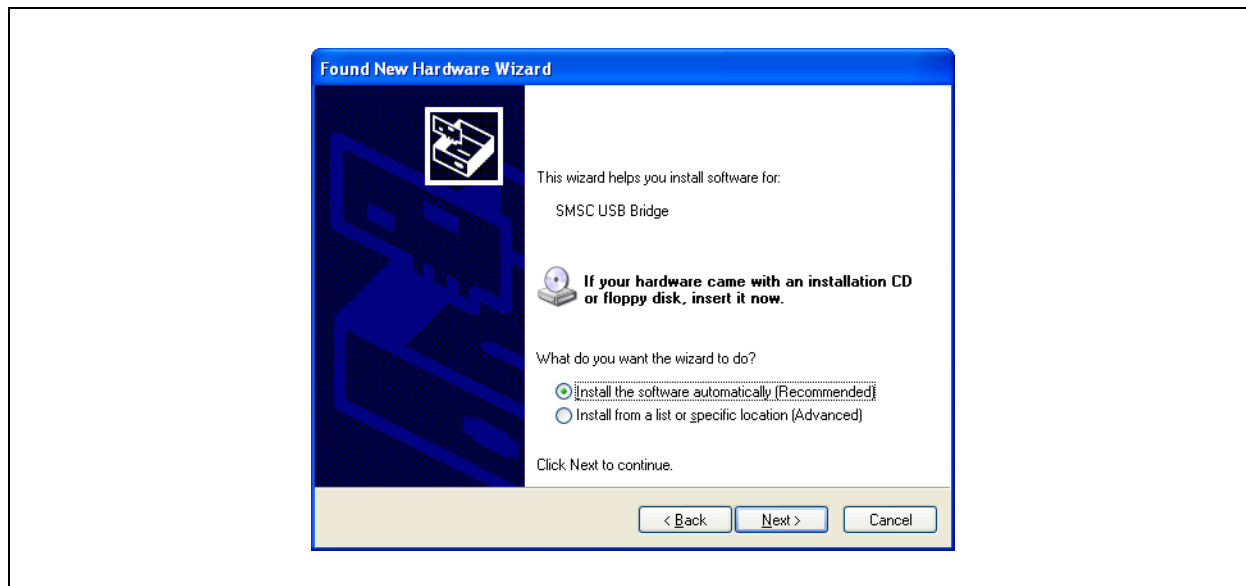 Found New Hardware Wizard
This wizard helps you install software for:
SMSC USB Bridge
If your hardware came with an installation CD
or floppy disk, insert it now.
What do you want the wizard to do?
Install the software automatically (Recommended)
Install from a list or specific location (Advanced)
Click Next to continue.
< Back Next > Cancel